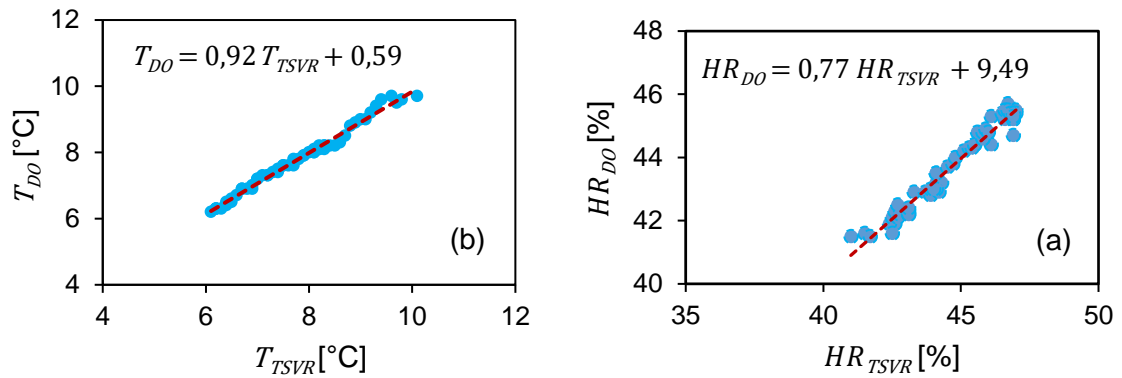 T_DO [°C]
12
10
8
6
4
T_DO = 0,92 T_TSVR + 0,59
(b)
4 6 8 10 12
T_TSVR [°C]
HR_DO [%]
48
46
44
42
40
HR_DO = 0,77 HR_TSVR + 9,49
(a)
35 40 45 50
HR_TSVR [%]